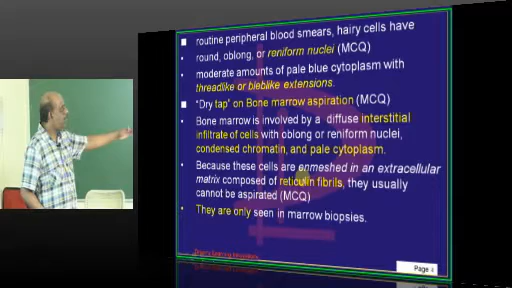 routine peripheral blood smears, hairy cells have
round, oblong, or reniform nuclei (MCQ)
moderate amounts of pale blue cytoplasm with
threadlike or bleblike extensions.
"Dry tap" on Bone marrow aspiration (MCQ)
Bone marrow is involved by a diffuse interstitial
infiltrate of cells with oblong or reniform nuclei,
condensed chromatin, and pale cytoplasm.
Because these cells are enmeshed in an extracellular
matrix composed of reticulin fibrils, they usually
cannot be aspirated (MCQ)
They are only seen in marrow biopsies.
Page